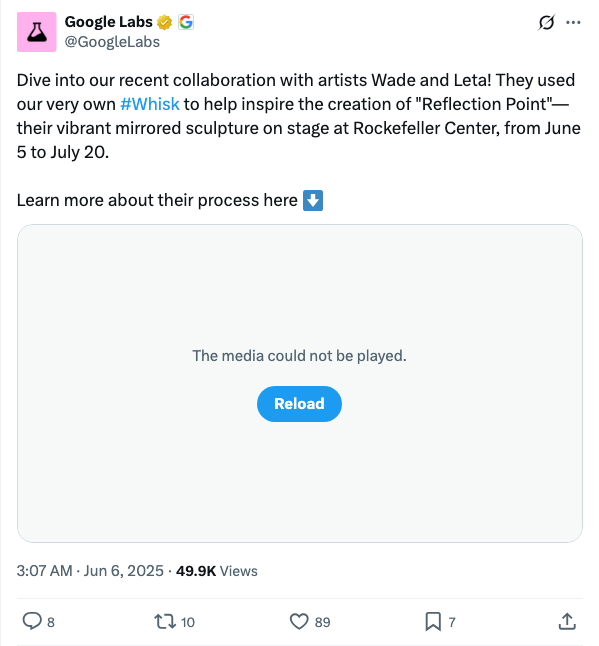 Google Labs
@GoogleLabs
Dive into our recent collaboration with artists Wade and Leta! They used
our very own #Whisk to help inspire the creation of "Reflection Point"—
their vibrant mirrored sculpture on stage at Rockefeller Center, from June
5 to July 20.
Learn more about their process here ⬇️
The media could not be played.
Reload
3:07 AM · Jun 6, 2025 · 49.9K Views
8 10 89 7